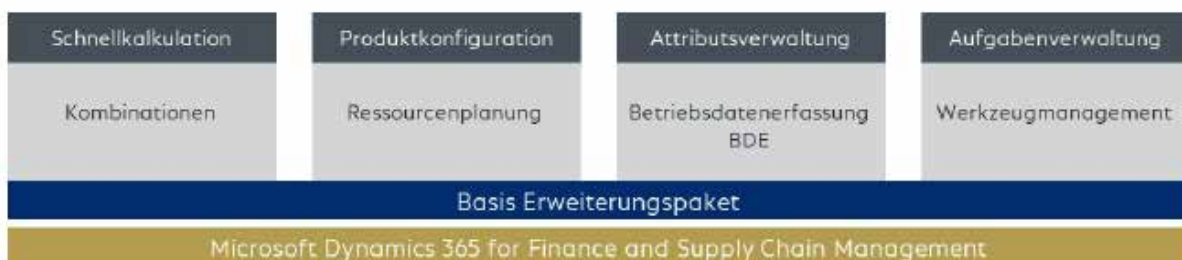 Schnellkalkulation
Produktkonfiguration
Attributsverwaltung
Aufgabenverwaltung
Kombinationen
Ressourcenplanung
Betriebsdatenerfassung
BDE
Werkzeugmanagement
Basis Erweiterungspaket
Microsoft Dynamics 365 for Finance and Supply Chain Management